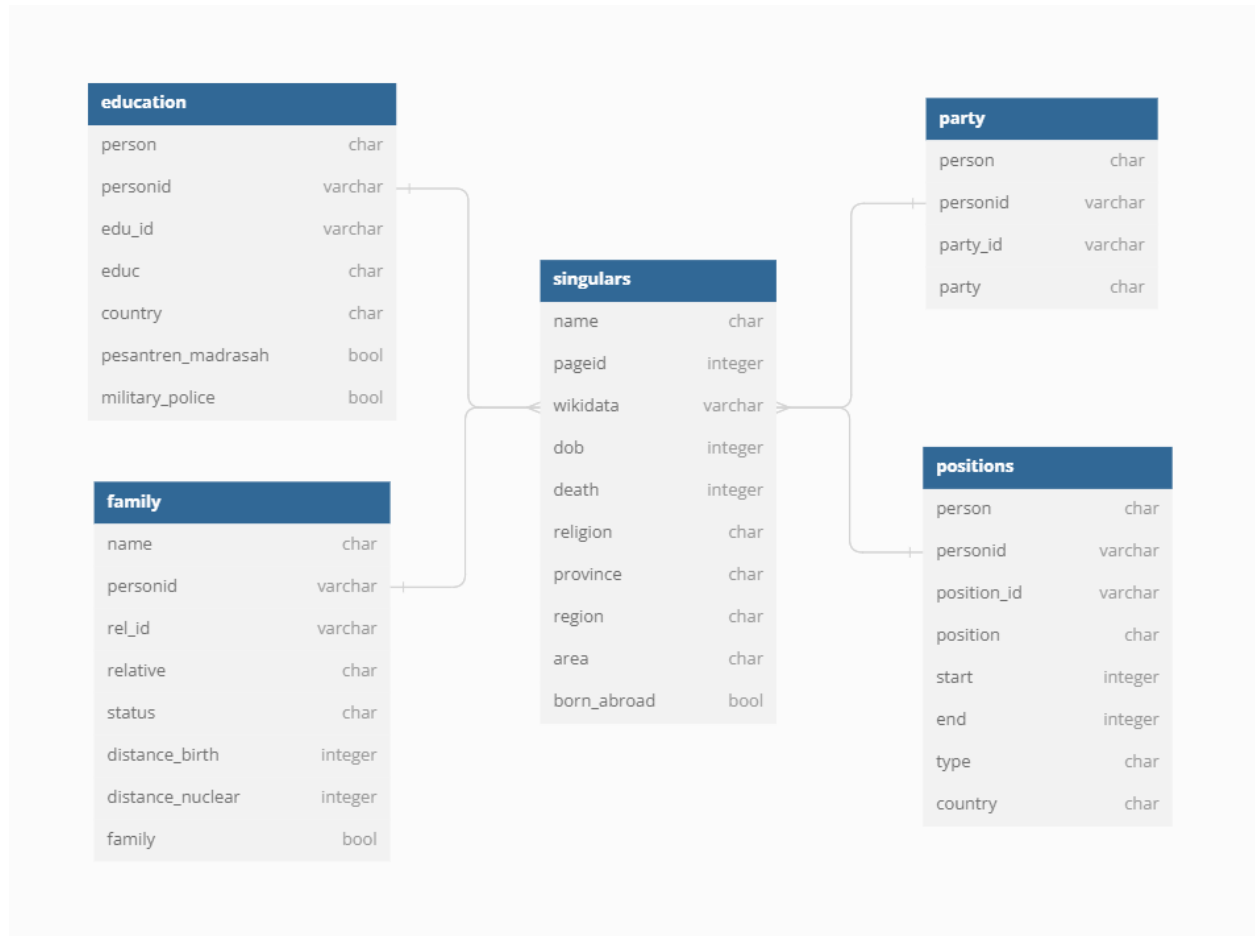 education
person char
personid varchar
edu_id varchar
educ char
country char
pesantren_madrasah bool
military_police bool
family
name char
personid varchar
rel_id varchar
relative char
status char
distance_birth integer
distance_nuclear integer
family bool
singulars
name char
pageid integer
wikidata varchar
dob integer
death integer
religion char
province char
region char
area char
born_abroad bool
party
person char
personid varchar
party_id varchar
party char
positions
person char
personid varchar
position_id varchar
position char
start integer
end integer
type char
country char